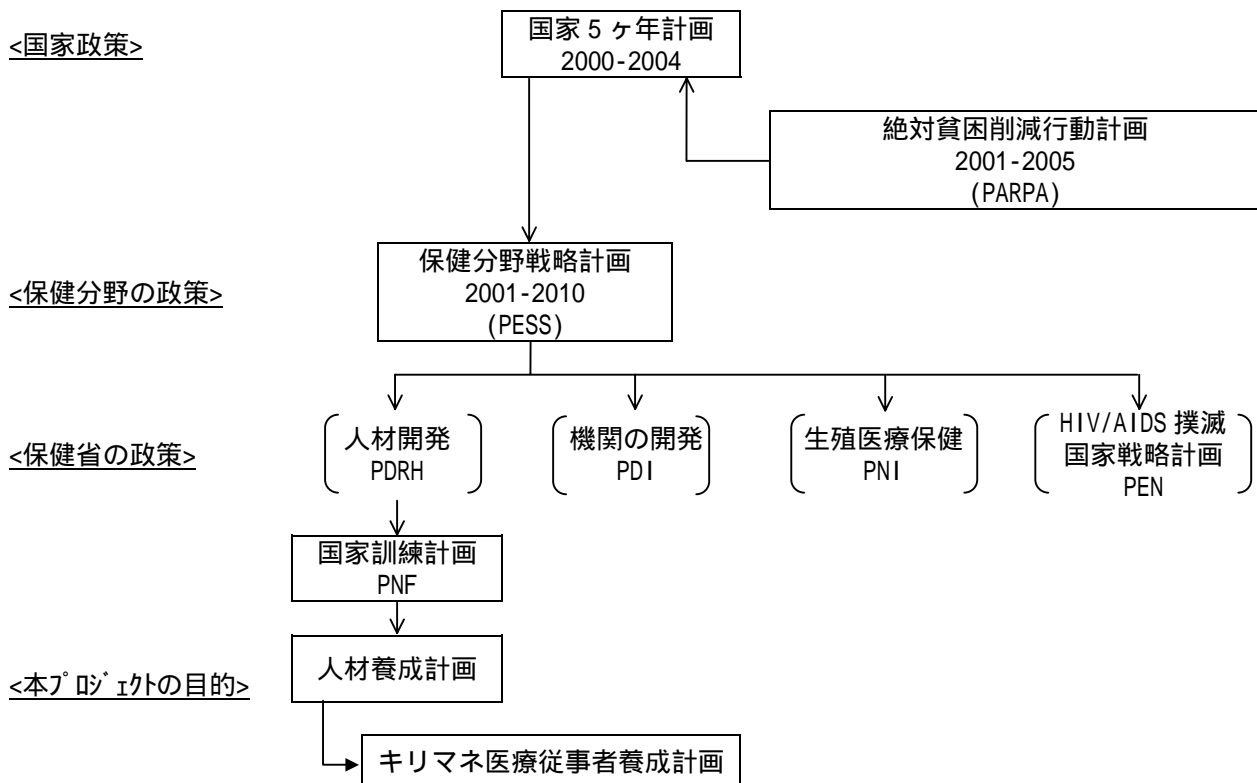 <国家政策>
国家５ヶ年計画
2000-2004
絶対貧困削減行動計画
2001-2005
(PARPA)
<保健分野の政策>
保健分野戦略計画
2001-2010
(PESS)
<保健省の政策>
人材開発
PDRH
機関の開発
PDI
生殖医療保健
PNI
HIV/AIDS 撲滅
国家戦略計画
PEN
国家訓練計画
PNF
<本ﾌﾟﾛｼﾞｪｸﾄの目的>
人材養成計画
キリマネ医療従事者養成計画